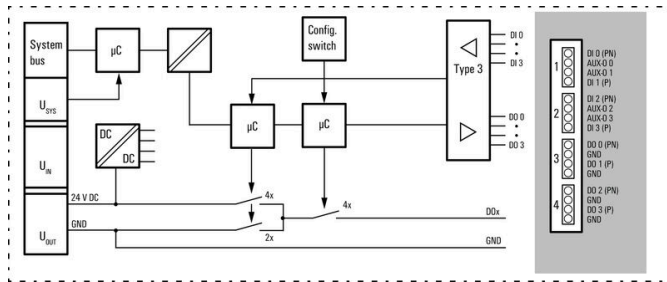 System
bus
µC
Config.
switch
Type 3
DI 0
DI 3
U SYS
µC
µC
DO 0
DO 3
DC
DC
U IN
24 V DC
4x
4x
DOx
GND
2x
GND
U OUT
1
DI 0 (PN)
AUX-O 0
AUX-O 1
DI 1 (P)
2
DI 2 (PN)
AUX-O 2
AUX-O 3
DI 3 (P)
3
DO 0 (PN)
GND
DO 1 (P)
GND
4
DO 2 (PN)
GND
DO 3 (P)
GND